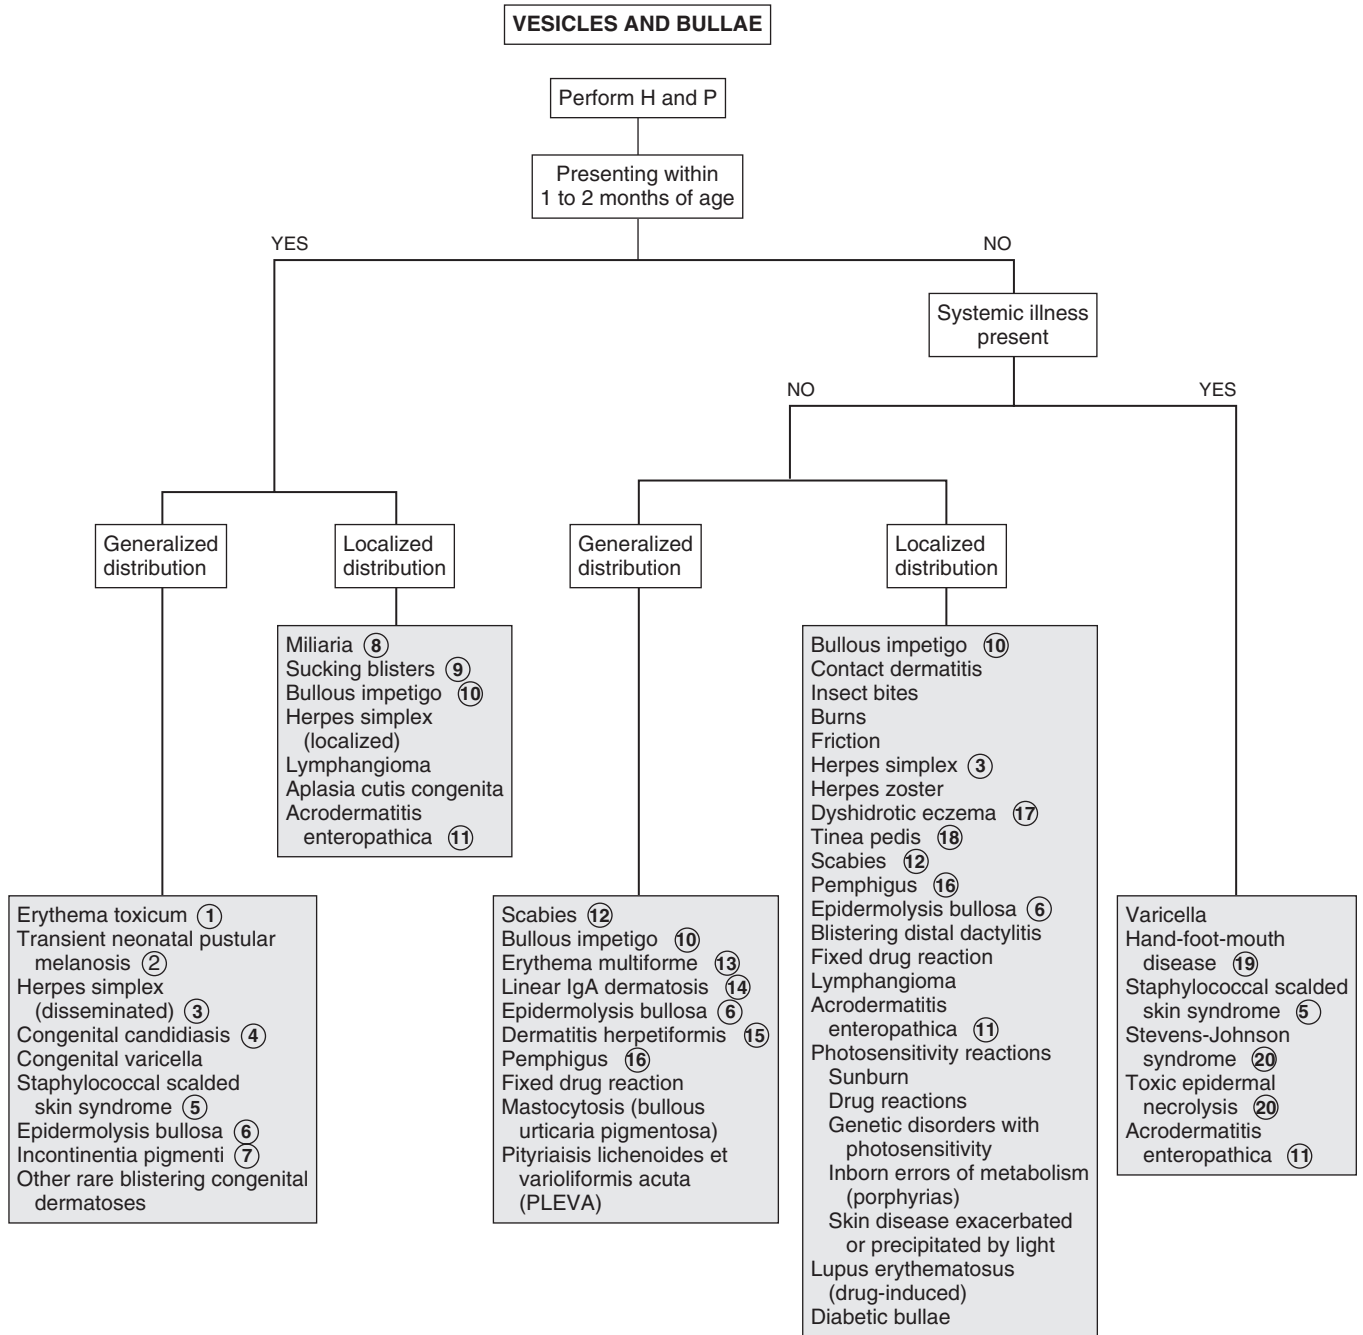 VESICLES AND BULLAE
Perform H and P
Presenting within
1 to 2 months of age
YES
NO
Systemic illness
present
NO
YES
Generalized
distribution
Localized
distribution
Generalized
distribution
Localized
distribution
Miliaria 8
Sucking blisters 9
Bullous impetigo 10
Herpes simplex
(localized)
Lymphangioma
Aplasia cutis congenita
Acrodermatitis
enteropathica 11
Erythema toxicum 1
Transient neonatal pustular
melanosis 2
Herpes simplex
(disseminated) 3
Congenital candidiasis 4
Congenital varicella
Staphylococcal scalded
skin syndrome 5
Epidermolysis bullosa 6
Incontinentia pigmenti 7
Other rare blistering congenital
dermatoses
Scabies 12
Bullous impetigo 10
Erythema multiforme 13
Linear IgA dermatosis 14
Epidermolysis bullosa 6
Dermatitis herpetiformis 15
Pemphigus 16
Fixed drug reaction
Mastocytosis (bullous
urticaria pigmentosa)
Pityriaisis lichenoides et
varioliformis acuta
(PLEVA)
Bullous impetigo 10
Contact dermatitis
Insect bites
Burns
Friction
Herpes simplex 3
Herpes zoster
Dyshidrotic eczema 17
Tinea pedis 18
Scabies 12
Pemphigus 16
Epidermolysis bullosa 6
Blistering distal dactylitis
Fixed drug reaction
Lymphangioma
Acrodermatitis
enteropathica 11
Photosensitivity reactions
Sunburn
Drug reactions
Genetic disorders with
photosensitivity
Inborn errors of metabolism
(porphyrias)
Skin disease exacerbated
or precipitated by light
Lupus erythematosus
(drug-induced)
Diabetic bullae
Varicella
Hand-foot-mouth
disease 19
Staphylococcal scalded
skin syndrome 5
Stevens-Johnson
syndrome 20
Toxic epidermal
necrolysis 20
Acrodermatitis
enteropathica 11